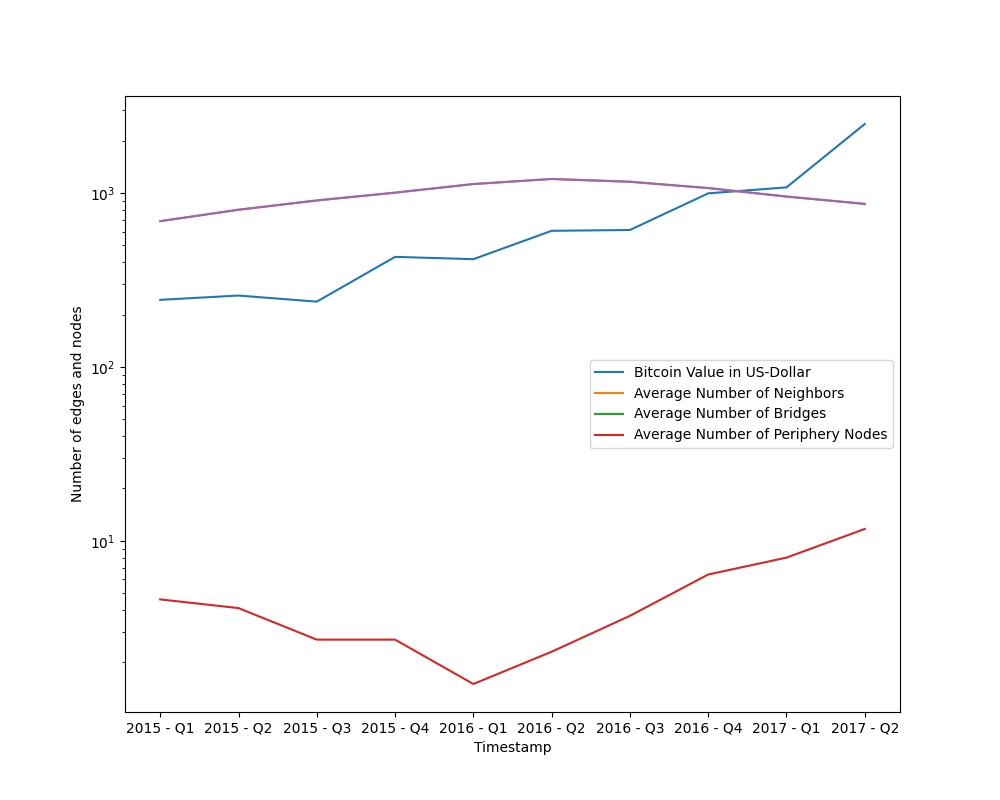 10³
10²
10¹
Number of edges and nodes
Bitcoin Value in US-Dollar
Average Number of Neighbors
Average Number of Bridges
Average Number of Periphery Nodes
2015 - Q1 2015 - Q2 2015 - Q3 2015 - Q4 2016 - Q1 2016 - Q2 2016 - Q3 2016 - Q4 2017 - Q1 2017 - Q2
Timestamp